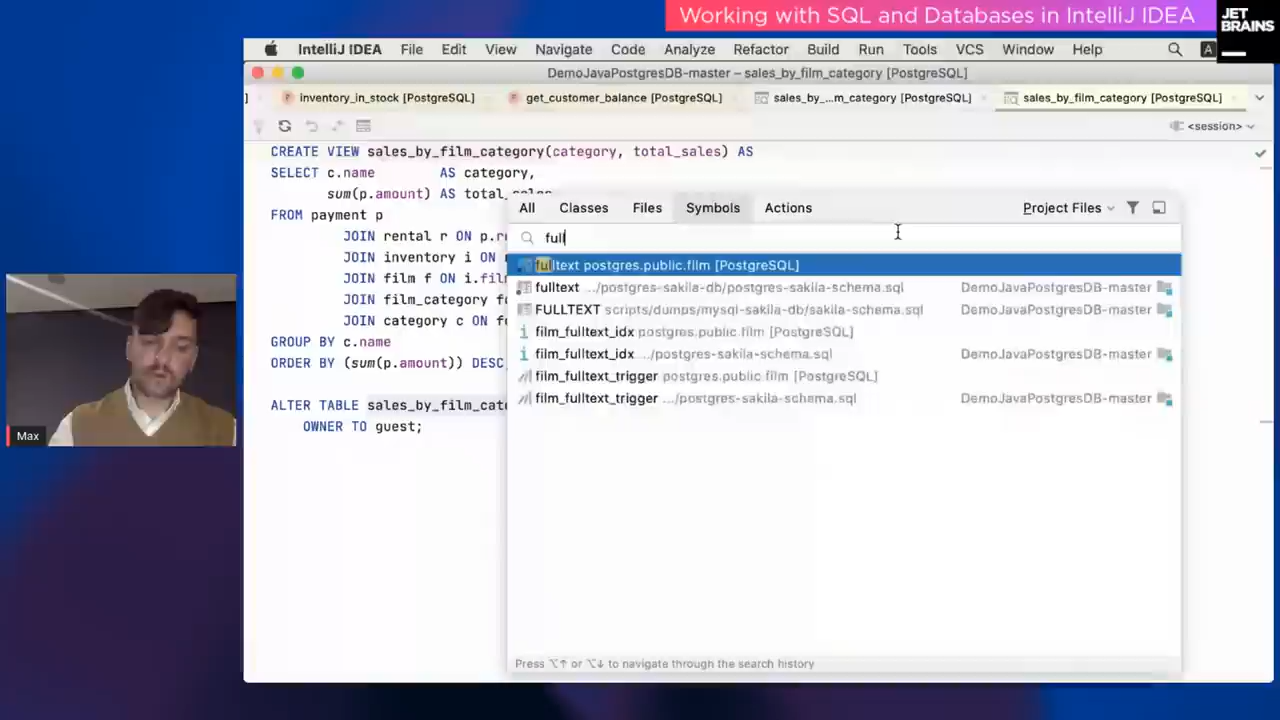 Working with SQL and Databases in IntelliJ IDEA
JET
BRAINS
IntelliJ IDEA File Edit View Navigate Code Analyze Refactor Build Run Tools VCS Window Help A
DemoJavaPostgresDB-master – sales_by_film_category [PostgreSQL]
] inventory_in_stock [PostgreSQL] get_customer_balance [PostgreSQL] sales_by_...m_category [PostgreSQL] sales_by_film_category [PostgreSQL]
<session>
CREATE VIEW sales_by_film_category(category, total_sales) AS
SELECT c.name AS category,
sum(p.amount) AS total_sales
FROM payment p
JOIN rental r ON p.r
JOIN inventory i ON
JOIN film f ON i.fil
JOIN film_category f
JOIN category c ON f
GROUP BY c.name
ORDER BY (sum(p.amount)) DESC
ALTER TABLE sales_by_film_cate
OWNER TO guest;
All Classes Files Symbols Actions Project Files
full
fulltext postgres.public.film [PostgreSQL]
fulltext .../postgres-sakila-db/postgres-sakila-schema.sql DemoJavaPostgresDB-master
FULLTEXT scripts/dumps/mysql-sakila-db/sakila-schema.sql DemoJavaPostgresDB-master
film_fulltext_idx postgres.public.film [PostgreSQL]
film_fulltext_idx .../postgres-sakila-schema.sql DemoJavaPostgresDB-master
film_fulltext_trigger postgres.public.film [PostgreSQL]
film_fulltext_trigger .../postgres-sakila-schema.sql DemoJavaPostgresDB-master
Press ⌥↑ or ⌥↓ to navigate through the search history
Max